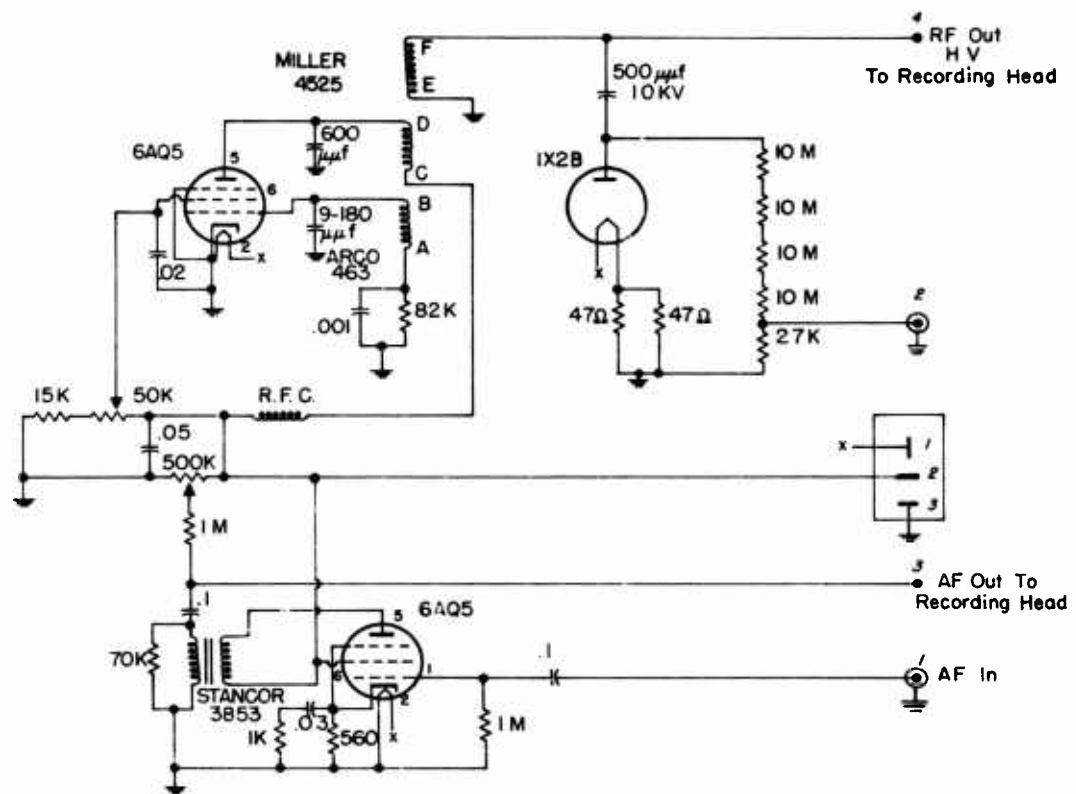 4
RF Out
H V
To Recording Head
F
E
MILLER
4525
500 µµf
10KV
D
600
µµf
C
6AQ5
5
6
2
x
.02
B
9-180
µµf
A
ARCO
463
.001
82K
1X2B
x
10 M
10 M
10 M
10 M
47Ω
47Ω
27K
2
15K
50K
R.F.C.
.05
500K
x
1
2
3
1 M
3
AF Out To
Recording Head
.1
6AQ5
5
6
1
2
x
70K
STANCOR
3853
.03
1K
560
1 M
.1
1
AF In